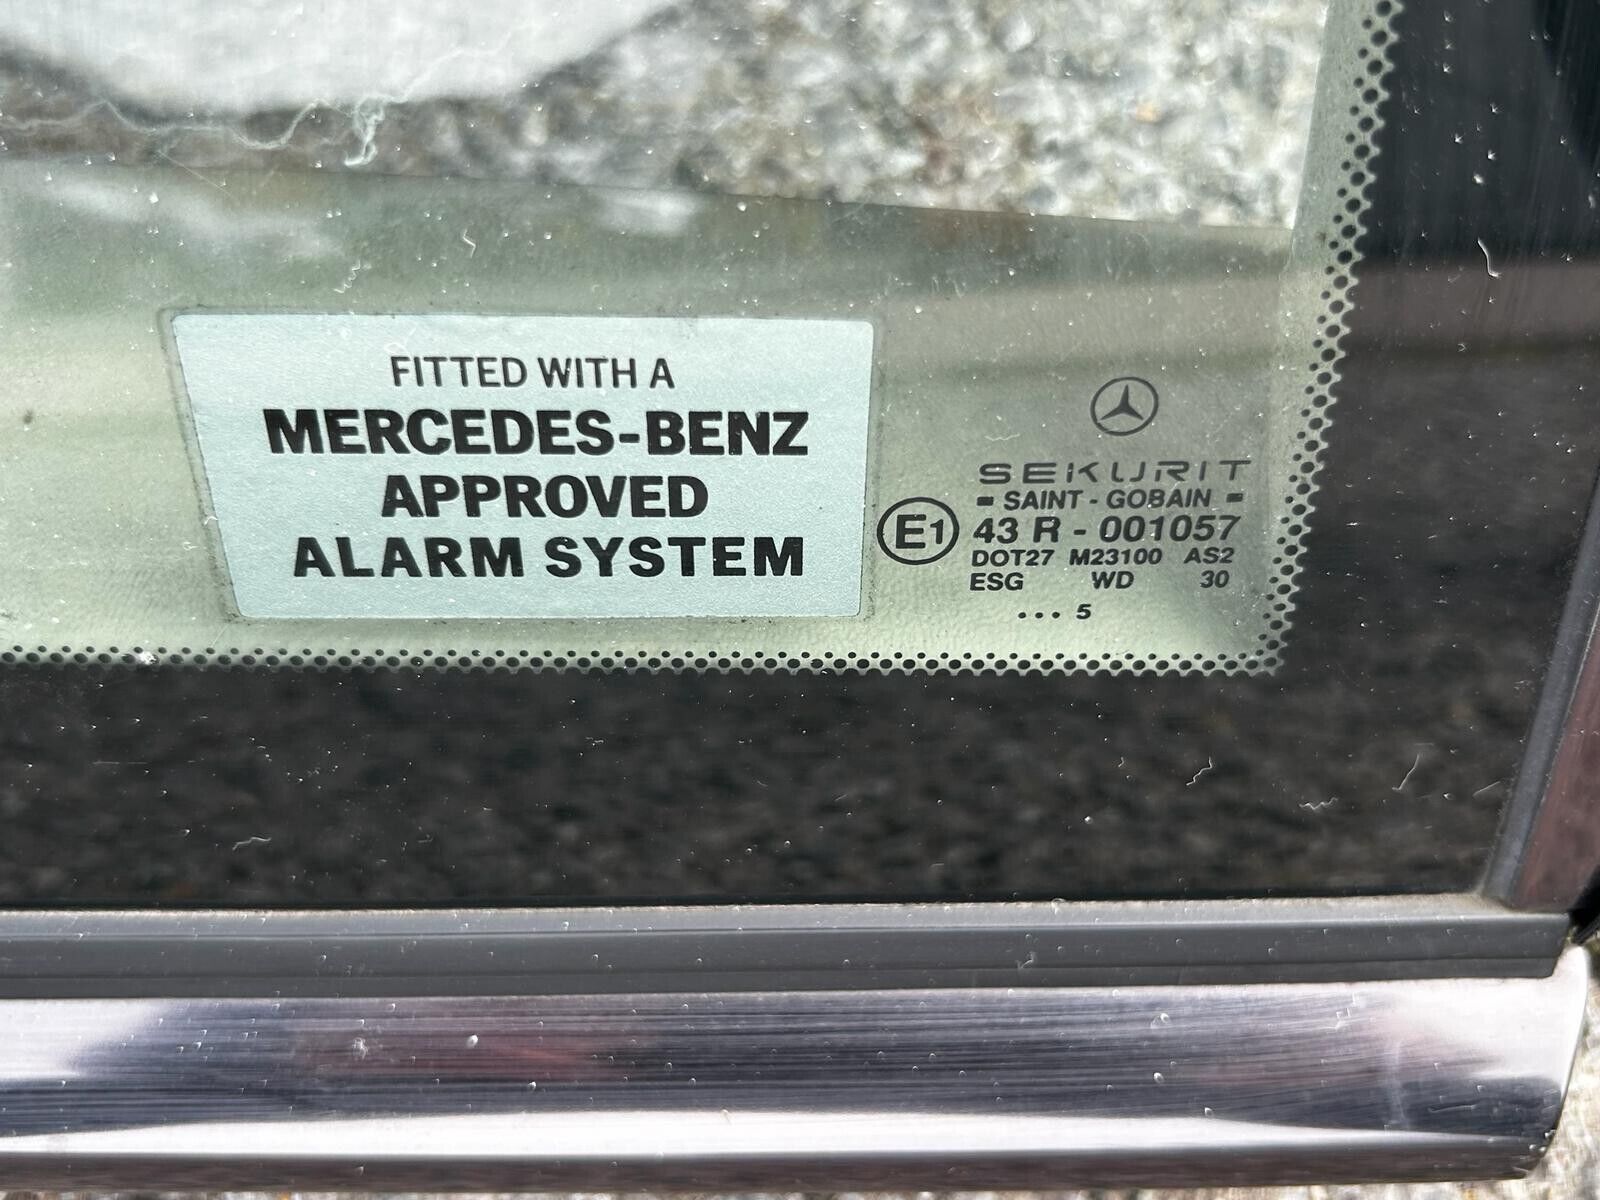 FITTED WITH A
MERCEDES-BENZ
APPROVED
ALARM SYSTEM
SEKURIT
SAINT - GOBAIN
E1 43 R - 001057
DOT27 M23100 AS2
ESG WD 30
... 5